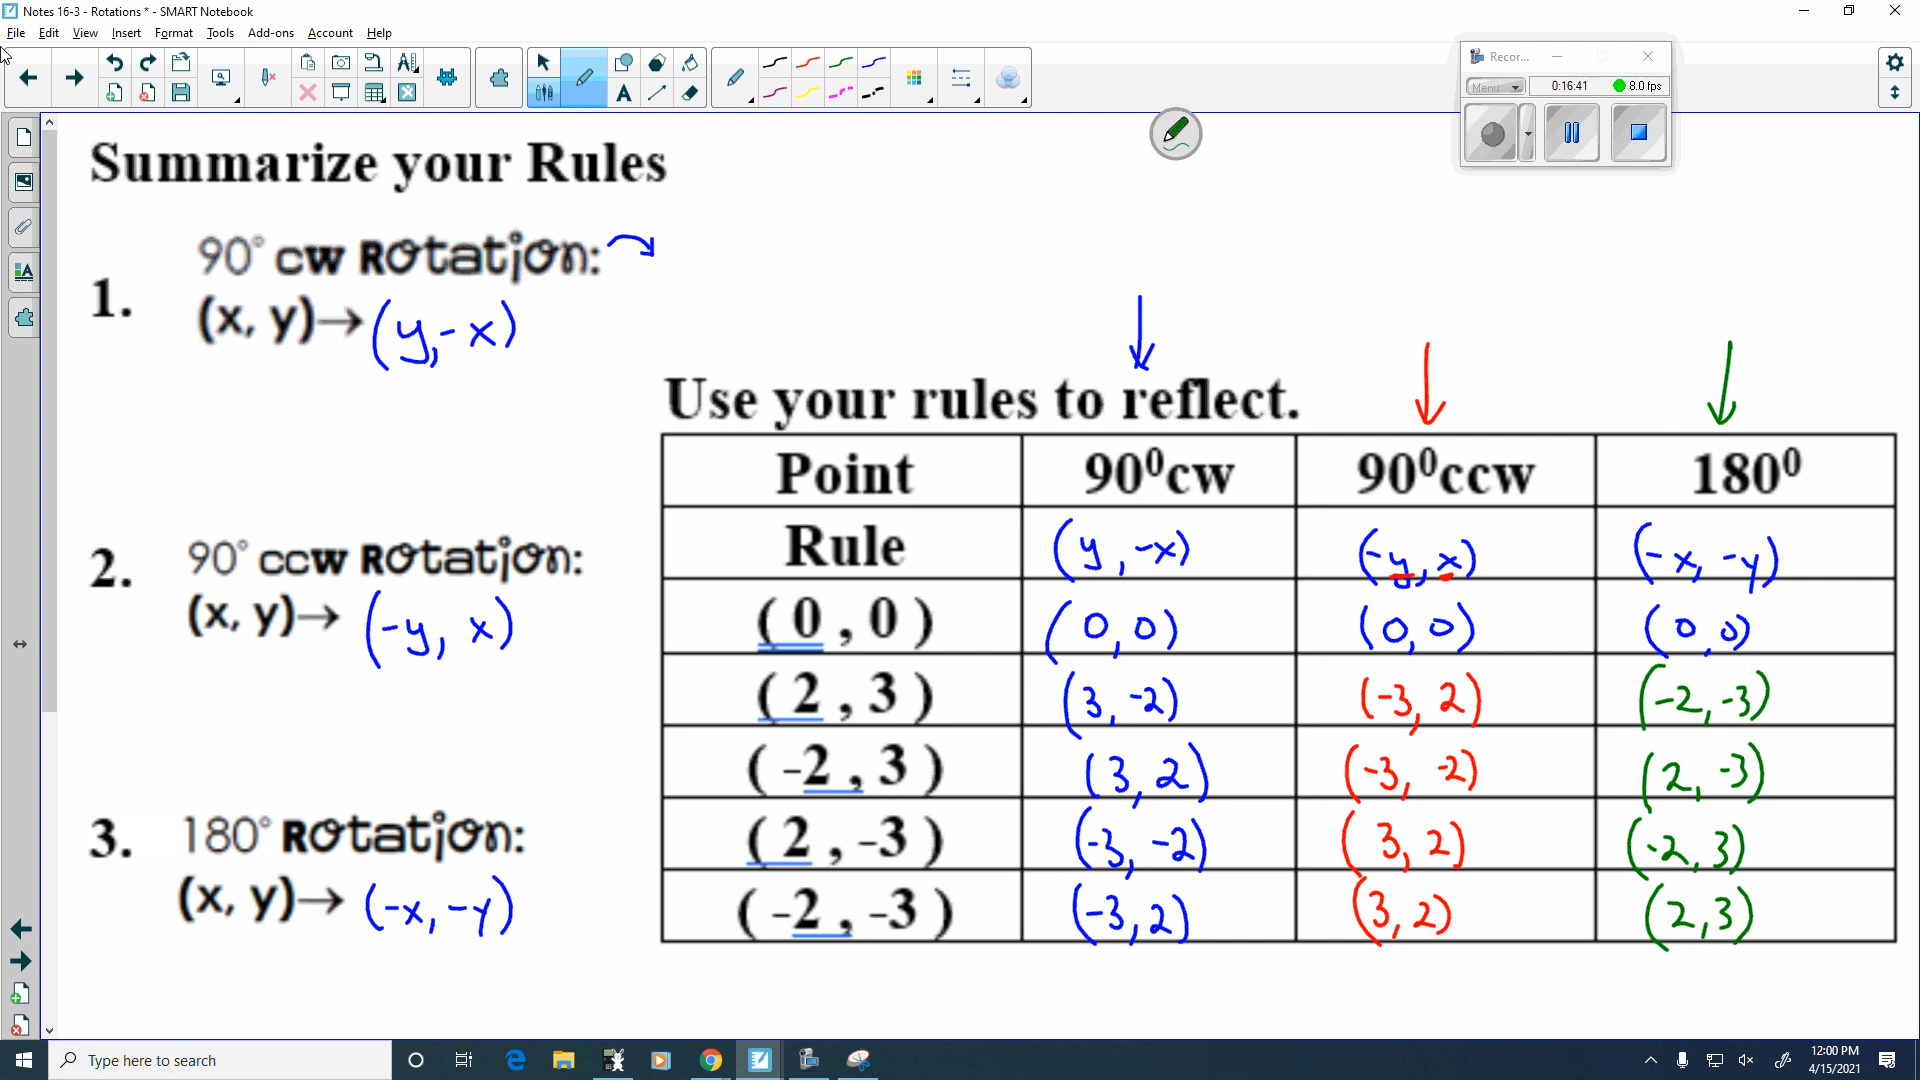 Notes 16-3 - Rotations * - SMART Notebook
File Edit View Insert Format Tools Add-ons Account Help
Recor...
Menu 0:16:41 8.0 fps
Summarize your Rules
1. 90° cw Rotation:
(x, y)→ (y, -x)
2. 90° ccw Rotation:
(x, y)→ (-y, x)
3. 180° Rotation:
(x, y)→ (-x, -y)
Use your rules to reflect.
Point 90⁰cw 90⁰ccw 180⁰
Rule (y, -x) (-y, x) (-x, -y)
( 0 , 0 ) (0, 0) (0, 0) (0, 0)
( 2 , 3 ) (3, -2) (-3, 2) (-2, -3)
( -2 , 3 ) (3, 2) (-3, -2) (2, -3)
( 2 , -3 ) (-3, -2) (3, 2) (-2, 3)
( -2 , -3 ) (-3, 2) (3, 2) (2, 3)
Type here to search
12:00 PM
4/15/2021